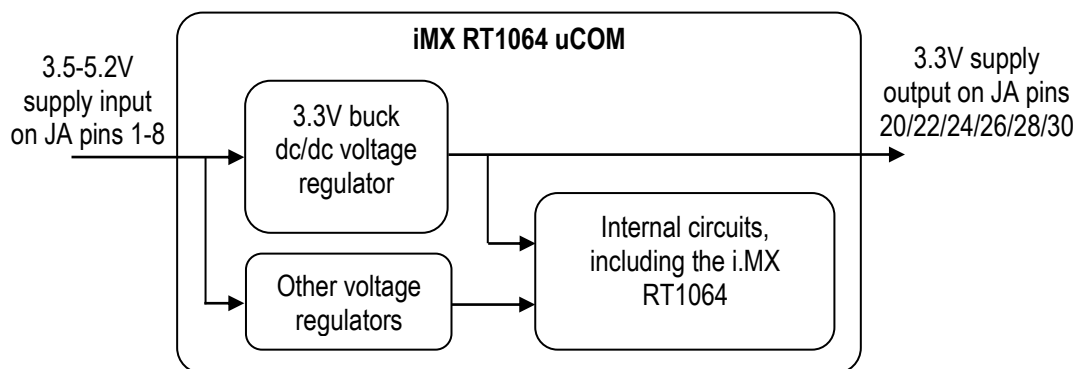 iMX RT1064 uCOM
3.5-5.2V
supply input
on JA pins 1-8
3.3V buck
dc/dc voltage
regulator
3.3V supply
output on JA pins
20/22/24/26/28/30
Other voltage
regulators
Internal circuits,
including the i.MX
RT1064